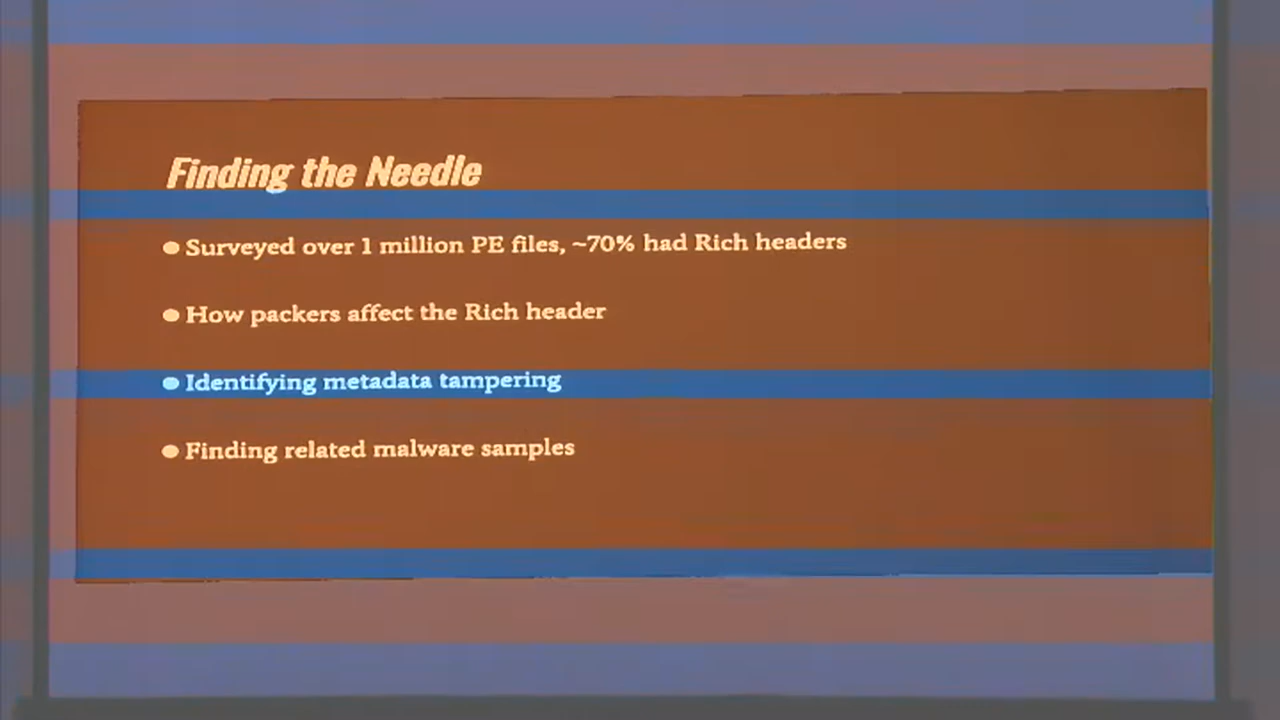 Finding the Needle
● Surveyed over 1 million PE files, ~70% had Rich headers
● How packers affect the Rich header
● Identifying metadata tampering
● Finding related malware samples